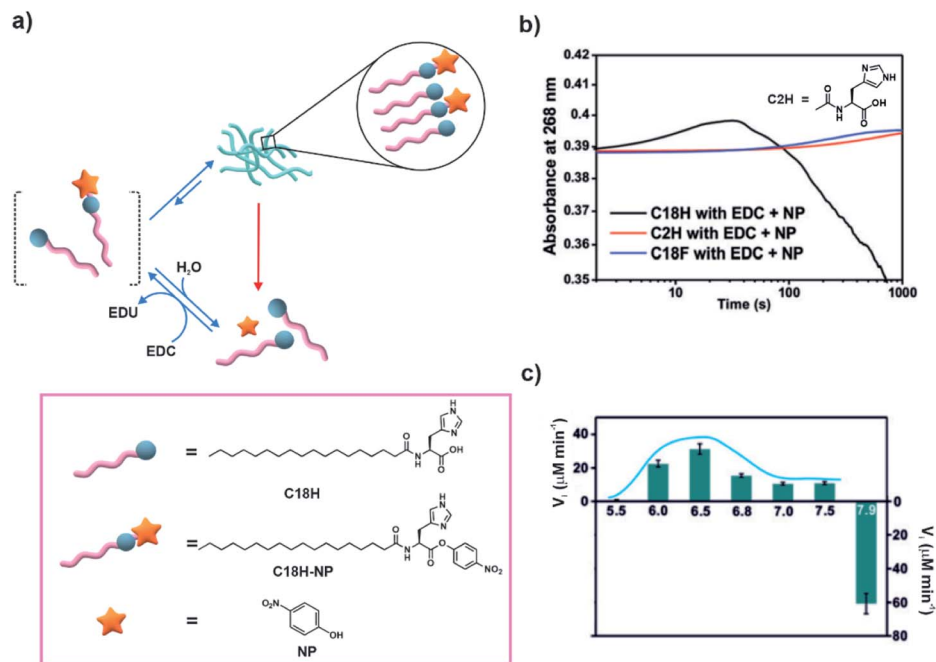 a)
H₂O
EDU
EDC
=
C18H
=
C18H-NP
=
NP
O
N
H
OH
N
NH
O
N
H
O
O
N
NH
NO₂
O₂N
OH
b)
0.42
0.41
0.4
0.39
0.38
0.37
0.36
0.35
Absorbance at 268 nm
C2H =
O
N
H
O
OH
N
NH
C18H with EDC + NP
C2H with EDC + NP
C18F with EDC + NP
10
100
1000
Time (s)
c)
40
20
0
Vᵢ (μM min⁻¹)
5.5
6.0
6.5
6.8
7.0
7.5
7.9
0
20
40
60
80
Vᵢ (μM min⁻¹)